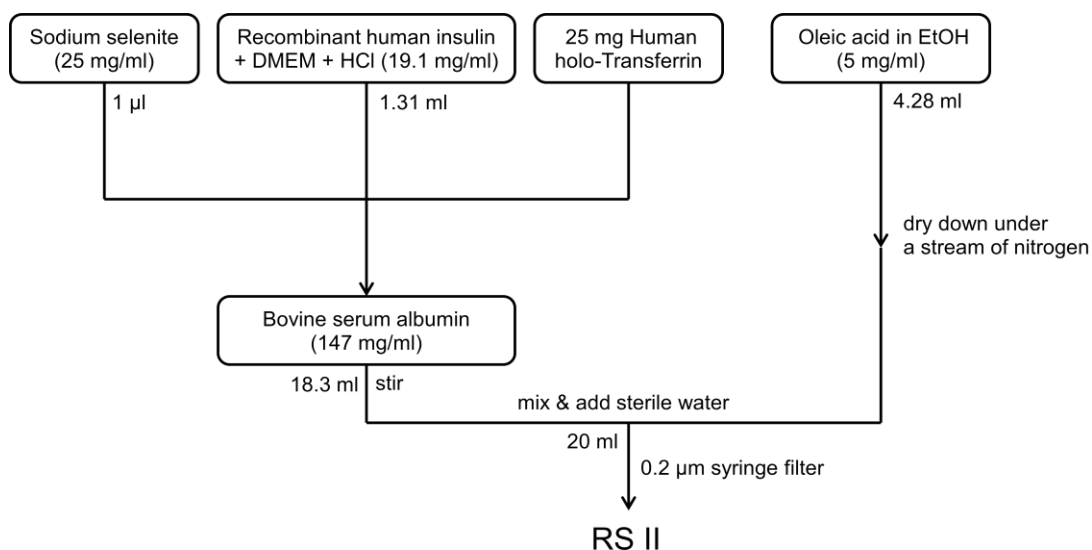 Sodium selenite
(25 mg/ml)
Recombinant human insulin
+ DMEM + HCl (19.1 mg/ml)
25 mg Human
holo-Transferrin
Oleic acid in EtOH
(5 mg/ml)
1 µl
1.31 ml
4.28 ml
dry down under
a stream of nitrogen
Bovine serum albumin
(147 mg/ml)
18.3 ml
stir
mix & add sterile water
20 ml
0.2 µm syringe filter
RS II